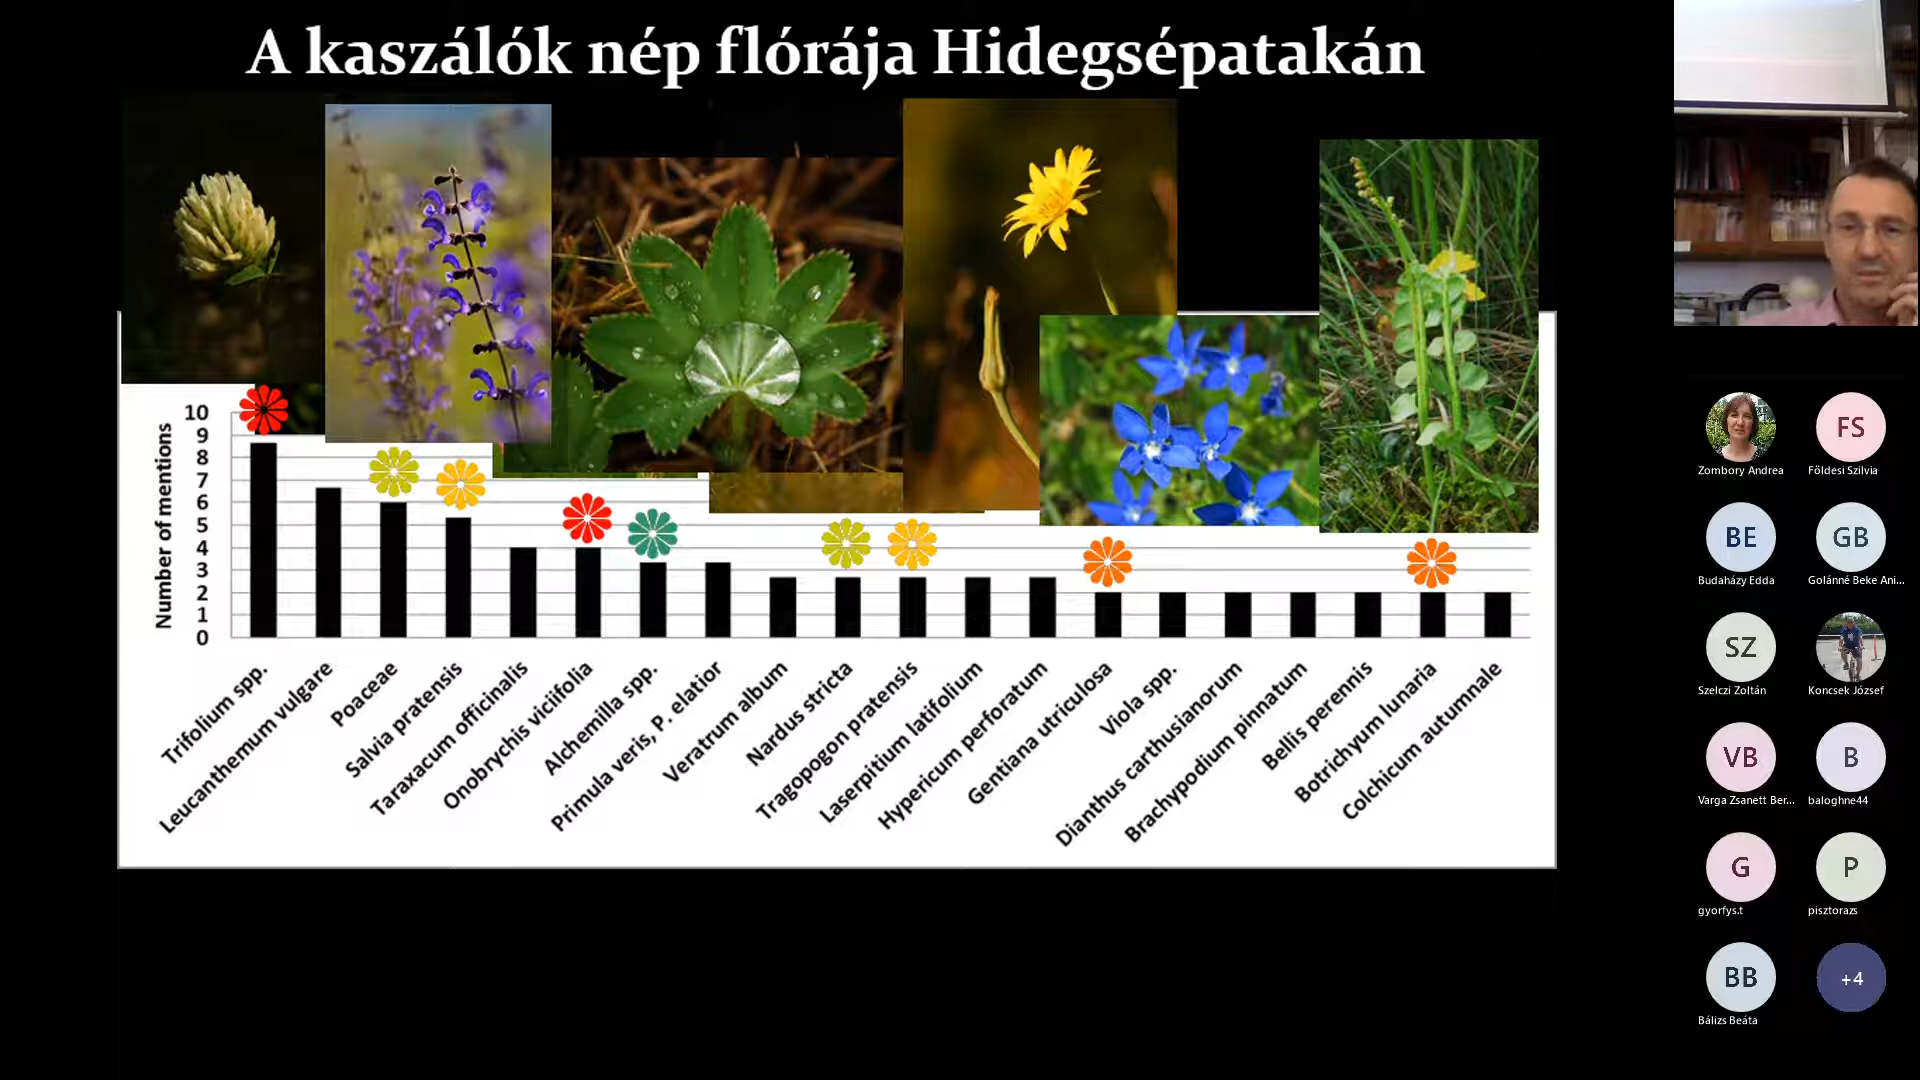 A kaszálók nép flórája Hidegsépatakán
Number of mentions
10
9
8
7
6
5
4
3
2
1
0
Trifolium spp.
Leucanthemum vulgare
Poaceae
Salvia pratensis
Taraxacum officinalis
Onobrychis viciifolia
Alchemilla spp.
Primula veris, P. elatior
Veratrum album
Nardus stricta
Tragopogon pratensis
Laserpitium latifolium
Hypericum perforatum
Gentiana utriculosa
Viola spp.
Dianthus carthusianorum
Brachypodium pinnatum
Bellis perennis
Botrichyum lunaria
Colchicum autumnale
Zombory Andrea
FS
Földesi Szilvia
BE
Budaházy Edda
GB
Golánné Beke Ani...
SZ
Szelczi Zoltán
Koncsek József
VB
Varga Zsanett Ber...
B
baloghne44
G
gyorfys.t
P
pisztorazs
BB
Bálizs Beáta
+4